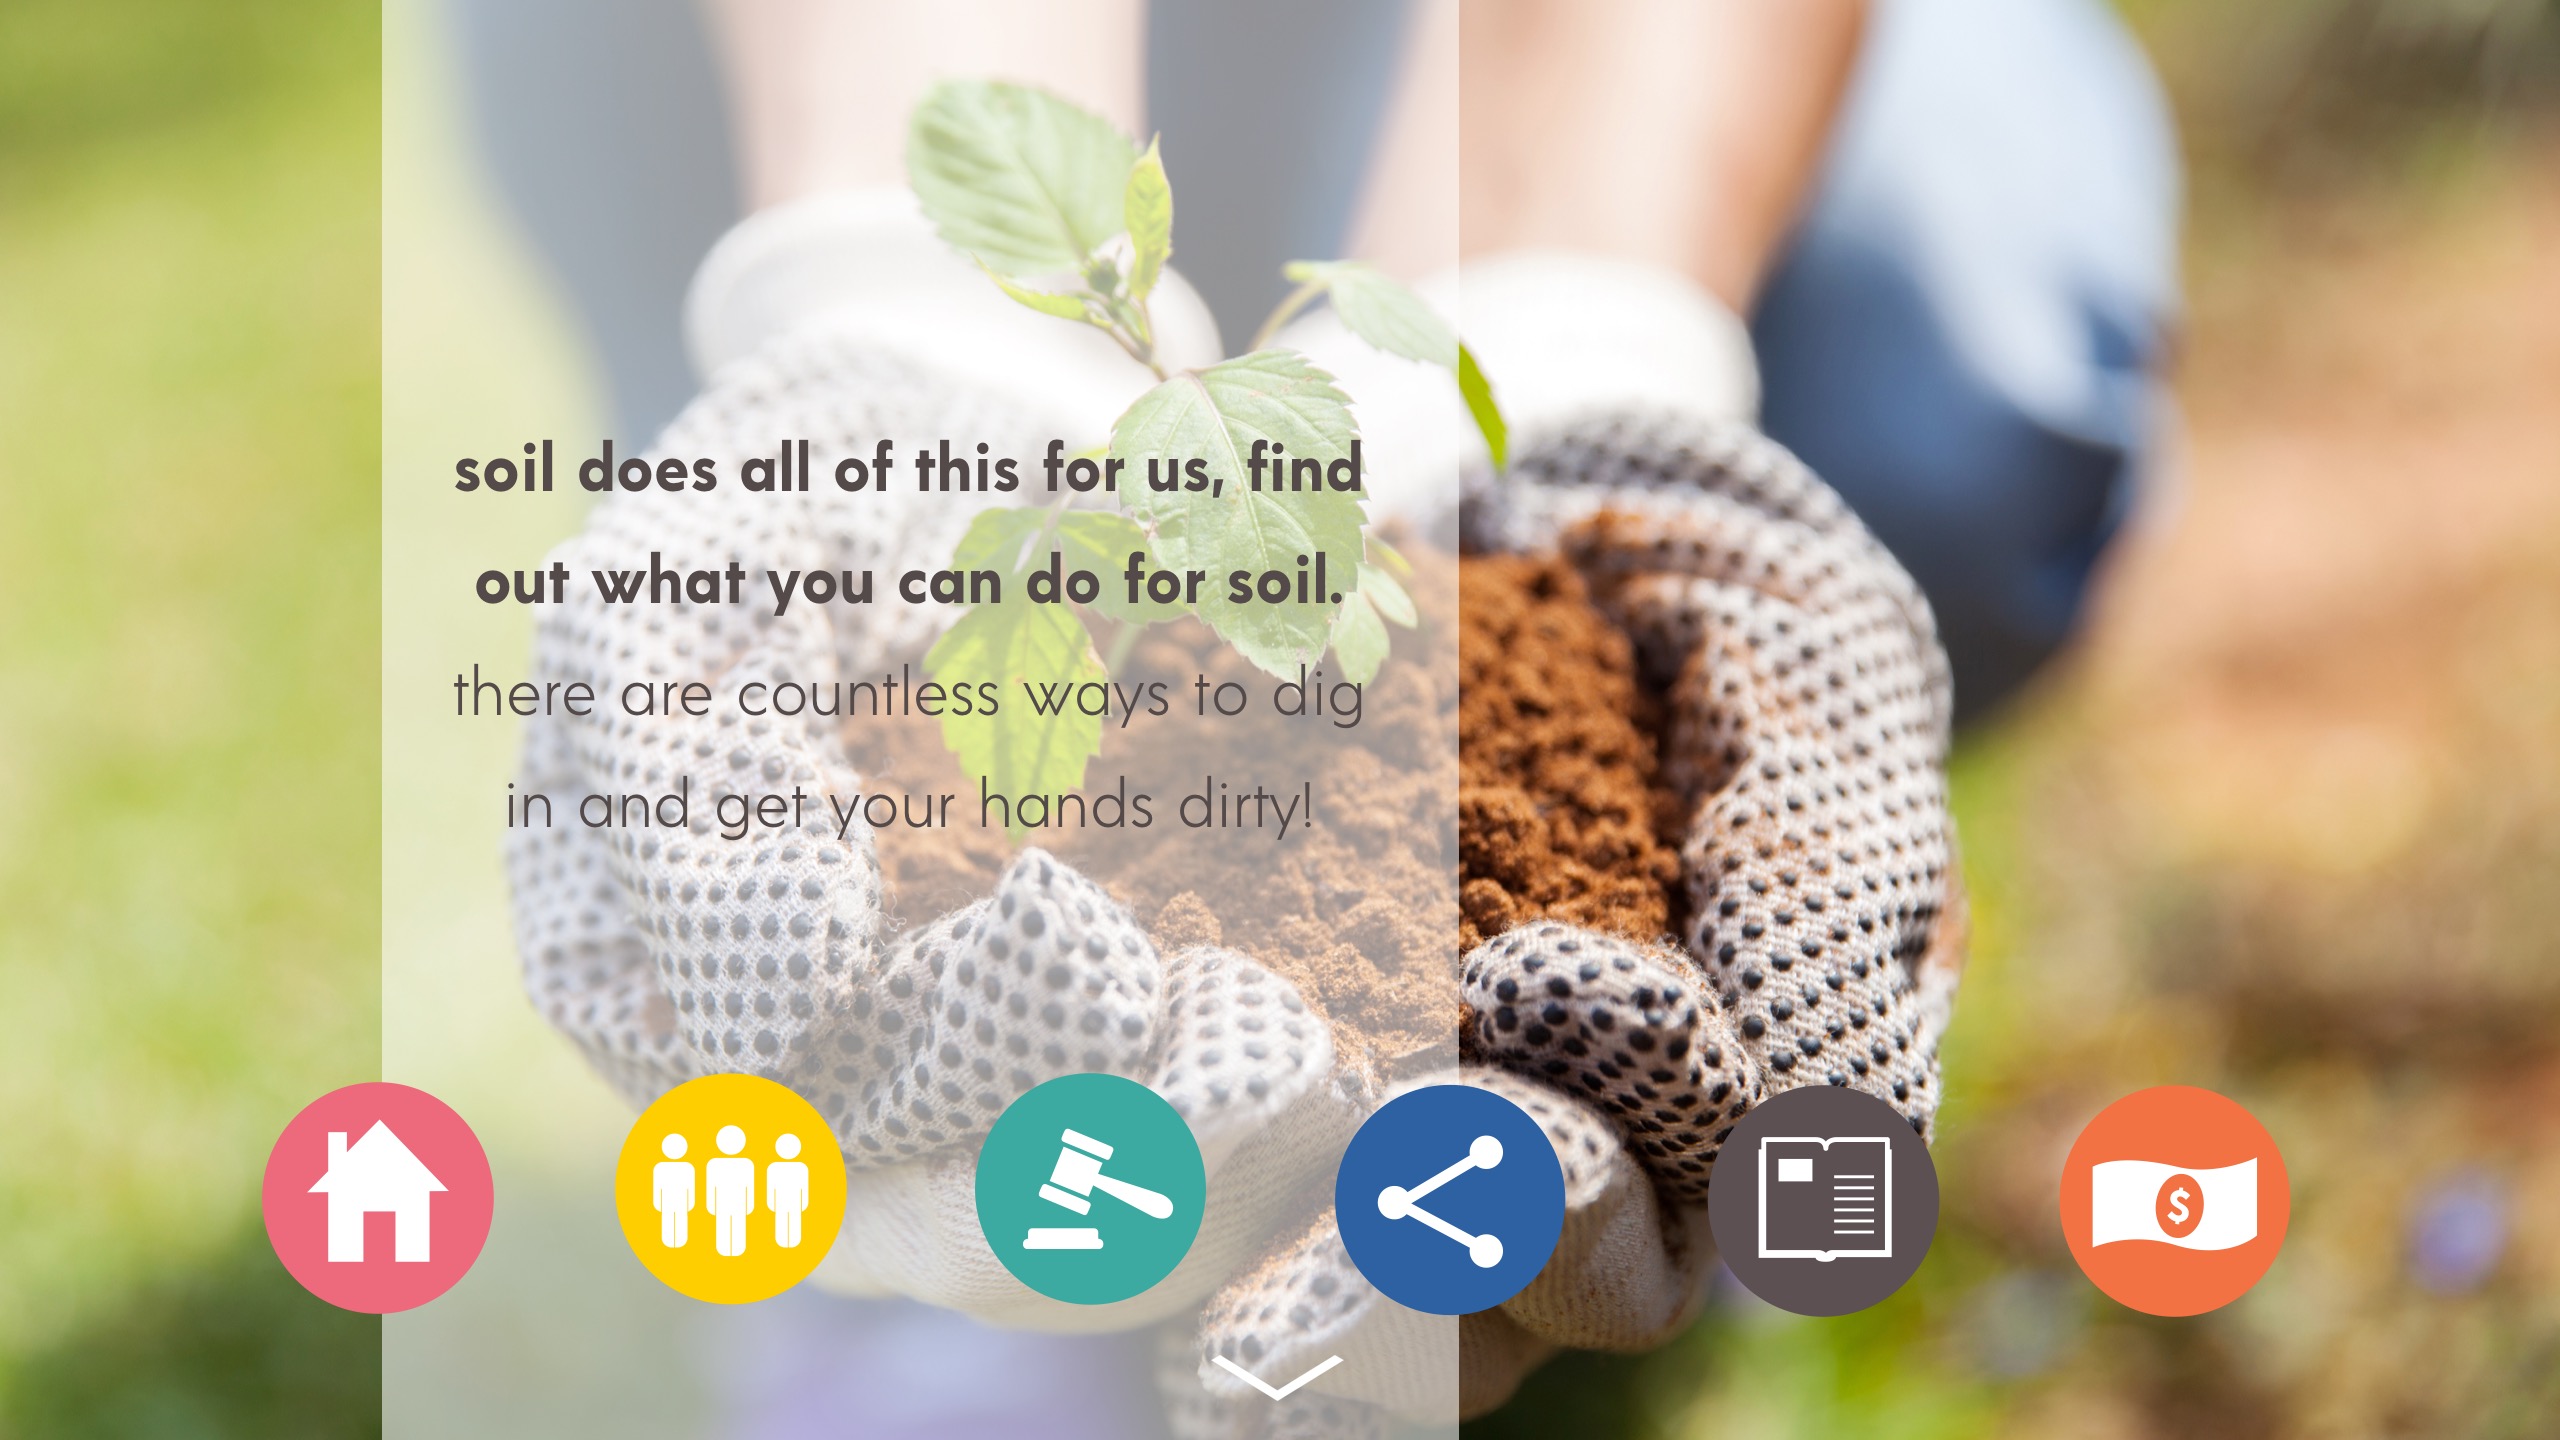 soil does all of this for us, find
out what you can do for soil.
there are countless ways to dig
in and get your hands dirty!
$